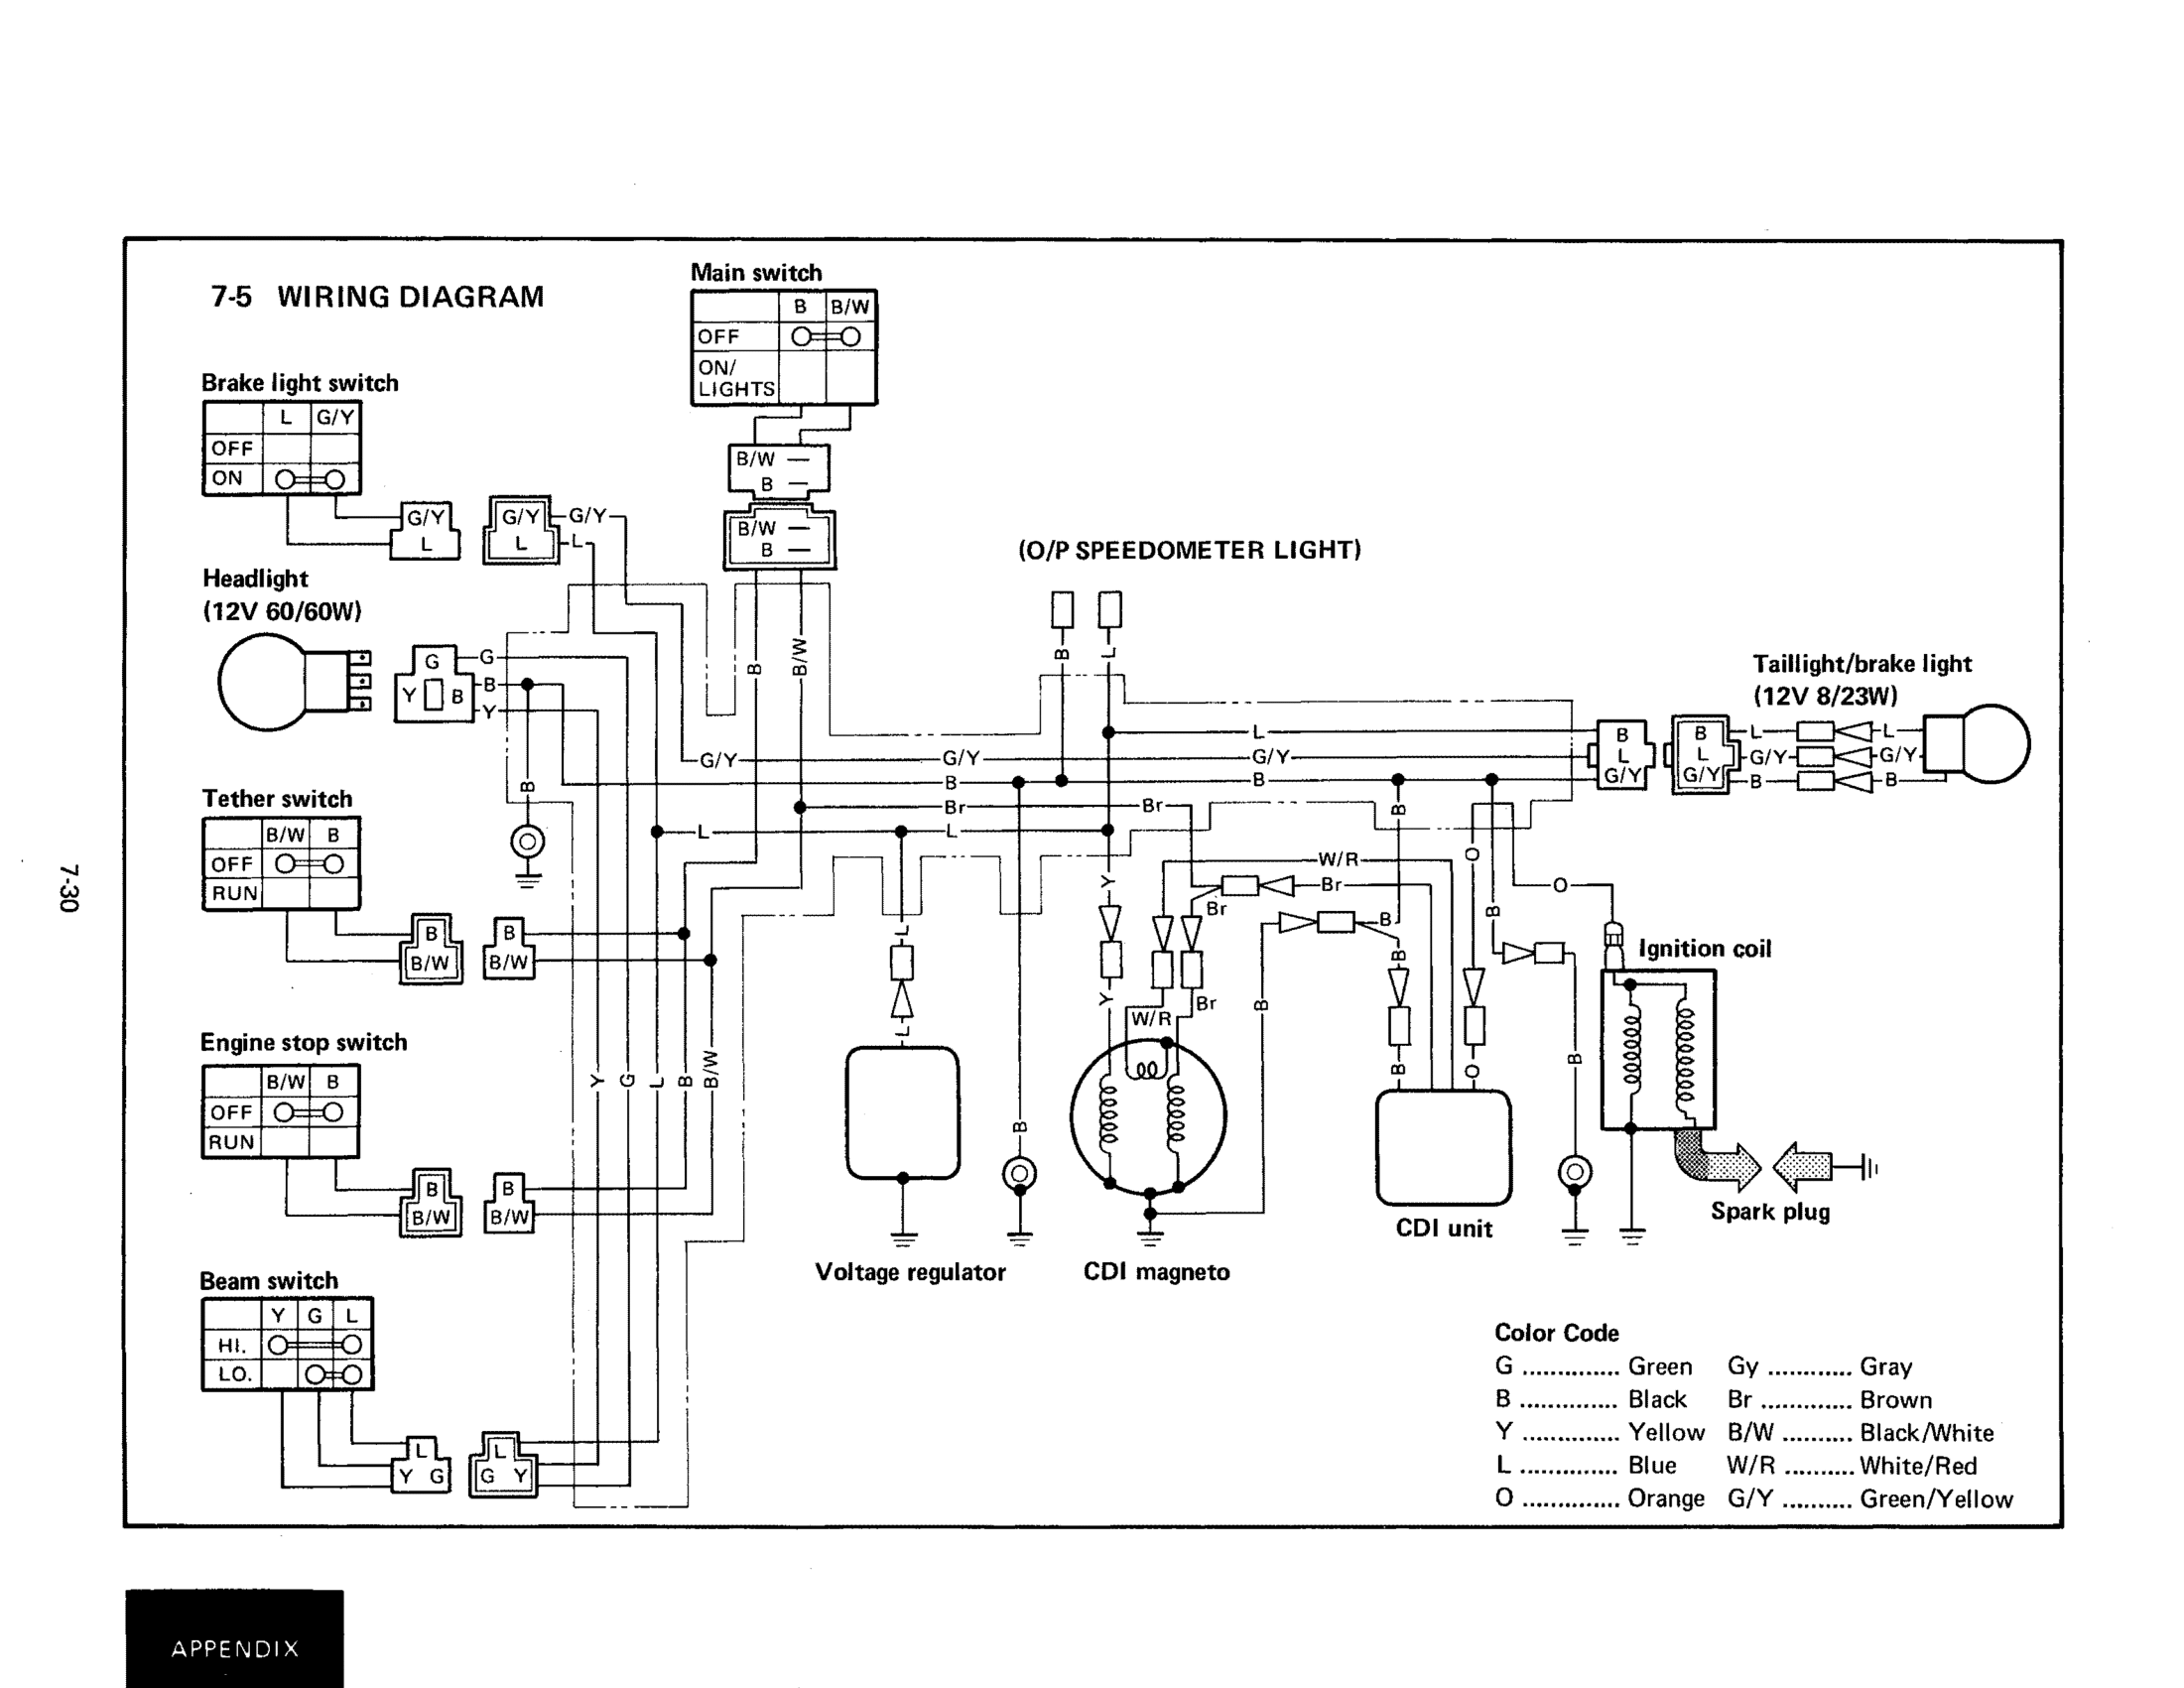 7-5 WIRING DIAGRAM
Main switch
B B/W
OFF
ON/
LIGHTS
B/W
B
B/W
B
Brake light switch
L G/Y
OFF
ON
G/Y
L
G/Y
L
G/Y
L
Headlight
(12V 60/60W)
G
Y B
G
B
Y
B
B
B/W
(O/P SPEEDOMETER LIGHT)
B
L
Taillight/brake light
(12V 8/23W)
L
G/Y G/Y G/Y
B B
Br Br
L L
B
L
G/Y
B
L
G/Y
L L
G/Y G/Y
B B
Tether switch
B/W B
OFF
RUN
B
B/W
B
B/W
Engine stop switch
B/W B
OFF
RUN
B
B/W
B
B/W
Y G L B B/W
Beam switch
Y G L
HI.
LO.
L
Y G
L
G Y
L
L
Voltage regulator
B
Y
Y
W/R
W/R
Br
Br
Br
CDI magneto
B
B
B
B
B
O
O
CDI unit
B
B
O
Ignition coil
Spark plug
Color Code
G .............. Green Gy ............ Gray
B .............. Black Br ............. Brown
Y .............. Yellow B/W .......... Black/White
L .............. Blue W/R .......... White/Red
O .............. Orange G/Y .......... Green/Yellow
7-30
APPENDIX